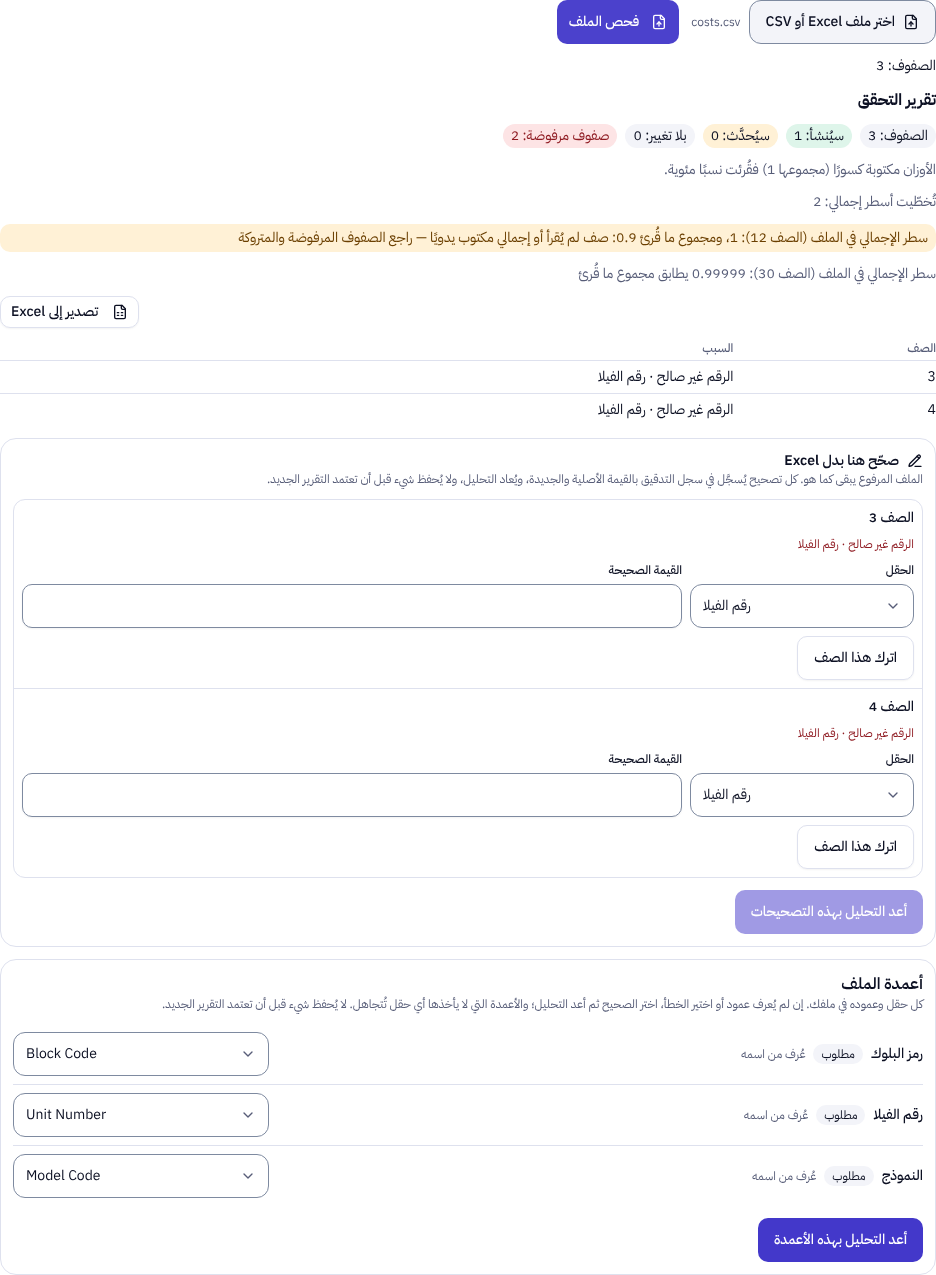 اختر ملف Excel أو CSV costs.csv فحص الملف
الصفوف: 3
تقرير التحقق
الصفوف: 3 سيُنشأ: 1 سيُحدَّث: 0 بلا تغيير: 0 صفوف مرفوضة: 2
الأوزان مكتوبة كسورًا (مجموعها 1) فقُرئت نسبًا مئوية.
تُخطّيت أسطر إجمالي: 2
سطر الإجمالي في الملف (الصف 12): 1، ومجموع ما قُرئ 0.9: صف لم يُقرأ أو إجمالي مكتوب يدويًا — راجع الصفوف المرفوضة والمتروكة
سطر الإجمالي في الملف (الصف 30): 0.99999 يطابق مجموع ما قُرئ
تصدير إلى Excel
الصف السبب
3 الرقم غير صالح · رقم الفيلا
4 الرقم غير صالح · رقم الفيلا
صحّح هنا بدل Excel
الملف المرفوع يبقى كما هو. كل تصحيح يُسجَّل في سجل التدقيق بالقيمة الأصلية والجديدة، ويُعاد التحليل، ولا يُحفظ شيء قبل أن تعتمد التقرير الجديد.
الصف 3
الرقم غير صالح · رقم الفيلا
الحقل القيمة الصحيحة
رقم الفيلا
اترك هذا الصف
الصف 4
الرقم غير صالح · رقم الفيلا
الحقل القيمة الصحيحة
رقم الفيلا
اترك هذا الصف
أعد التحليل بهذه التصحيحات
أعمدة الملف
كل حقل وعموده في ملفك. إن لم يُعرف عمود أو اختير الخطأ، اختر الصحيح ثم أعد التحليل؛ والأعمدة التي لا يأخذها أي حقل تُتجاهل. لا يُحفظ شيء قبل أن تعتمد التقرير الجديد.
رمز البلوك مطلوب عُرف من اسمه Block Code
رقم الفيلا مطلوب عُرف من اسمه Unit Number
النموذج مطلوب عُرف من اسمه Model Code
أعد التحليل بهذه الأعمدة